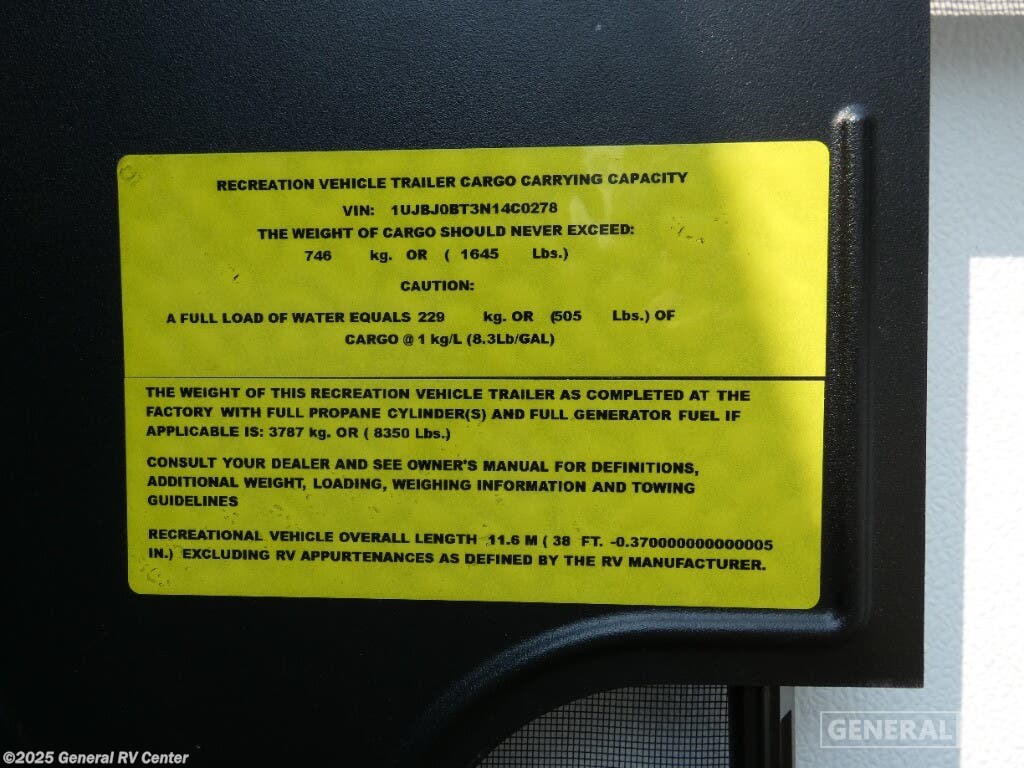 RECREATION VEHICLE TRAILER CARGO CARRYING CAPACITY
VIN: 1UJBJ0BT3N14C0278
THE WEIGHT OF CARGO SHOULD NEVER EXCEED:
746 kg. OR ( 1645 Lbs.)
CAUTION:
A FULL LOAD OF WATER EQUALS 229 kg. OR (505 Lbs.) OF
CARGO @ 1 kg/L (8.3Lb/GAL)
THE WEIGHT OF THIS RECREATION VEHICLE TRAILER AS COMPLETED AT THE
FACTORY WITH FULL PROPANE CYLINDER(S) AND FULL GENERATOR FUEL IF
APPLICABLE IS: 3787 kg. OR ( 8350 Lbs.)
CONSULT YOUR DEALER AND SEE OWNER'S MANUAL FOR DEFINITIONS,
ADDITIONAL WEIGHT, LOADING, WEIGHING INFORMATION AND TOWING
GUIDELINES
RECREATIONAL VEHICLE OVERALL LENGTH 11.6 M ( 38 FT. -0.370000000000005
IN.) EXCLUDING RV APPURTENANCES AS DEFINED BY THE RV MANUFACTURER.
GENERAL
©2025 General RV Center